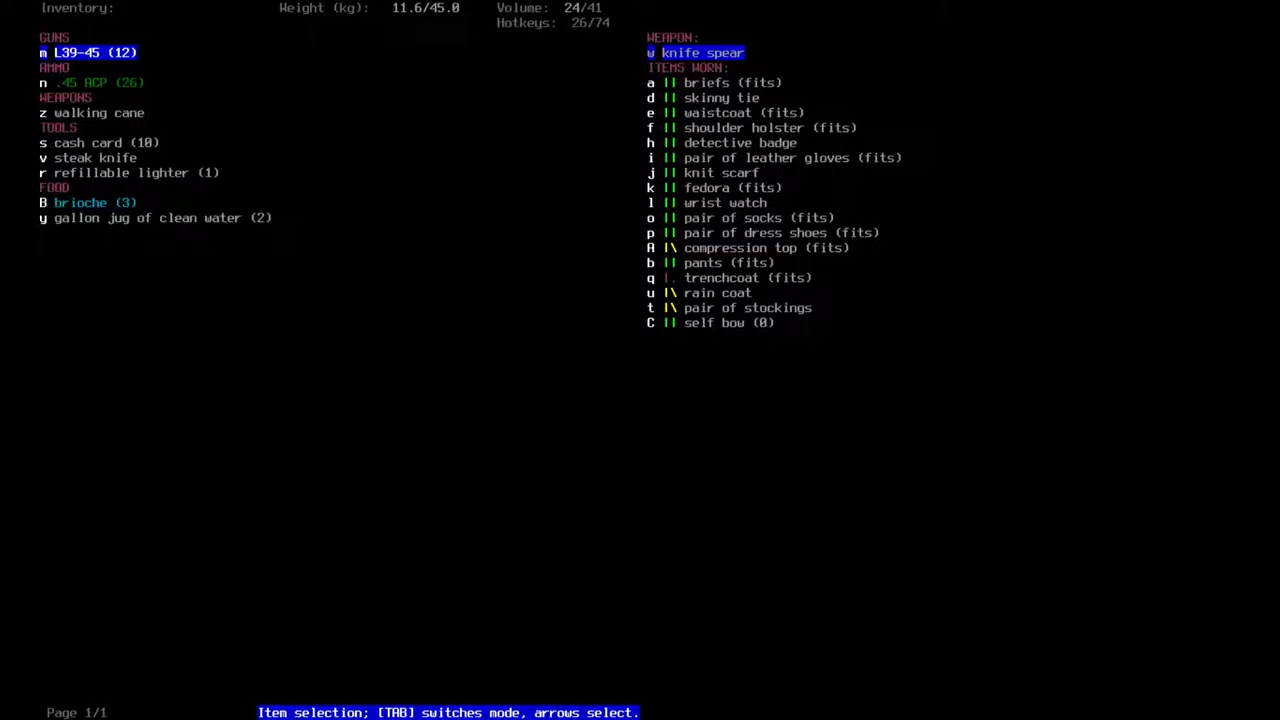 Inventory: Weight (kg): 11.6/45.0 Volume: 24/41
Hotkeys: 26/74
GUNS
m L39-45 (12)
AMMO
n .45 ACP (26)
WEAPONS
z walking cane
TOOLS
s cash card (10)
v steak knife
r refillable lighter (1)
FOOD
B brioche (3)
y gallon jug of clean water (2)
WEAPON:
w knife spear
ITEMS WORN:
a || briefs (fits)
d || skinny tie
e || waistcoat (fits)
f || shoulder holster (fits)
h || detective badge
i || pair of leather gloves (fits)
j || knit scarf
k || fedora (fits)
l || wrist watch
o || pair of socks (fits)
p || pair of dress shoes (fits)
A |\ compression top (fits)
b || pants (fits)
q |. trenchcoat (fits)
u |\ rain coat
t |\ pair of stockings
C || self bow (0)
Page 1/1 Item selection; [TAB] switches mode, arrows select.